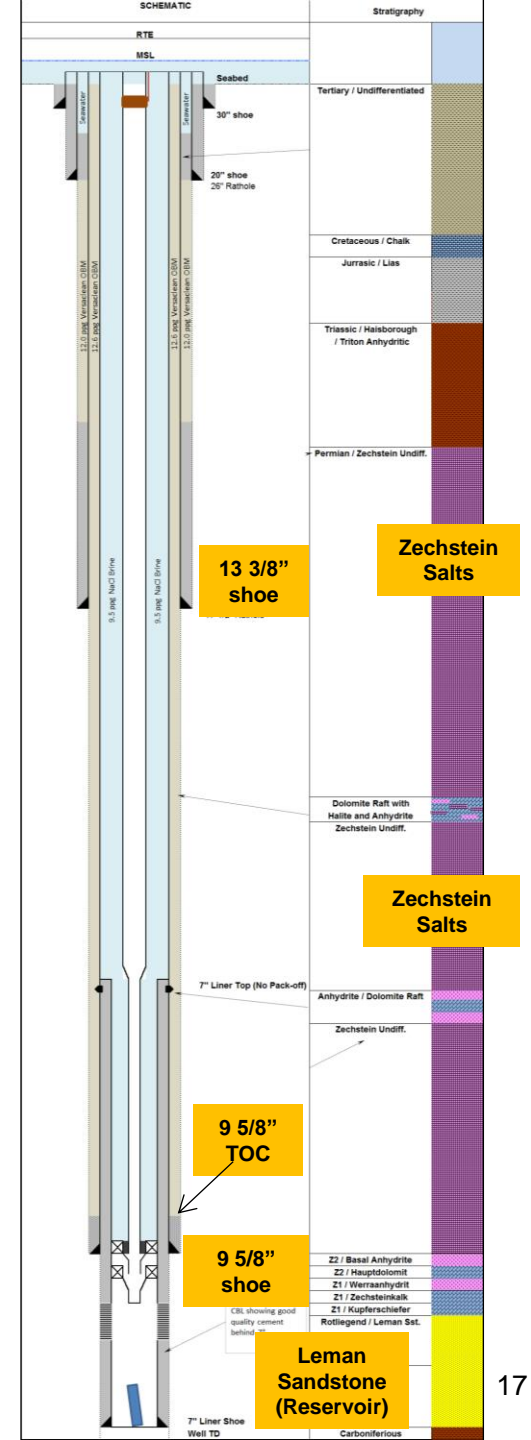 SCHEMATIC
Stratigraphy
RTE
MSL
Seabed
Tertiary / Undifferentiated
Seawater
Seawater
30" shoe
20" shoe
26" Rathole
Cretaceous / Chalk
Jurrasic / Lias
12.0 ppg Versaclean OBM
12.6 ppg Versaclean OBM
12.6 ppg Versaclean OBM
12.0 ppg Versaclean OBM
Triassic / Haisborough
/ Triton Anhydritic
Permian / Zechstein Undiff.
Zechstein
Salts
13 3/8”
shoe
9.5 ppg NaCl Brine
9.5 ppg NaCl Brine
Dolomite Raft with
Halite and Anhydrite
Zechstein Undiff.
Zechstein
Salts
7" Liner Top (No Pack-off)
Anhydrite / Dolomite Raft
Zechstein Undiff.
9 5/8”
TOC
9 5/8”
shoe
Z2 / Basal Anhydrite
Z2 / Hauptdolomit
Z1 / Werraanhydrit
Z1 / Zechsteinkalk
Z1 / Kupferschiefer
Rotliegend / Leman Sst.
CBL showing good
quality cement
behind
Leman
Sandstone
(Reservoir)
17
7" Liner Shoe
Well TD
Carboniferious